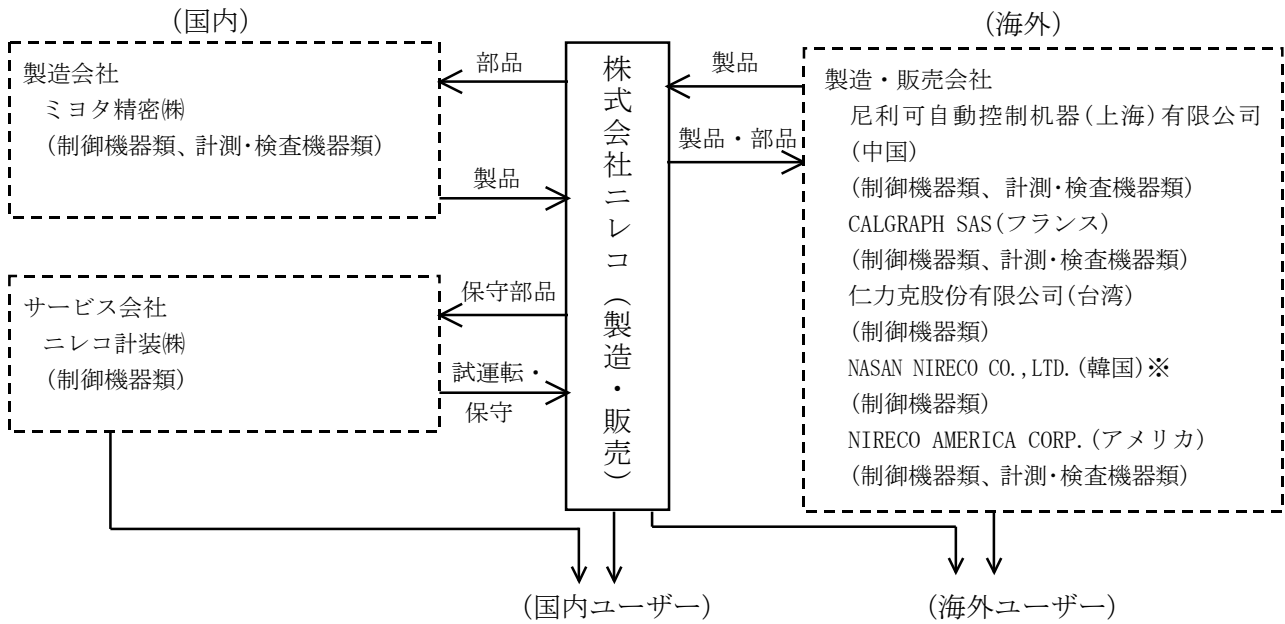 (国内)
製造会社
ミヨタ精密㈱
(制御機器類、計測・検査機器類)
サービス会社
ニレコ計装㈱
(制御機器類)
部品
製品
保守部品
試運転・
保守
株式会社ニレコ(製造・販売)
製品
製品・部品
(海外)
製造・販売会社
尼利可自動控制机器(上海)有限公司
(中国)
(制御機器類、計測・検査機器類)
CALGRAPH SAS(フランス)
(制御機器類、計測・検査機器類)
仁力克股份有限公司(台湾)
(制御機器類)
NASAN NIRECO CO.,LTD.(韓国)※
(制御機器類)
NIRECO AMERICA CORP.(アメリカ)
(制御機器類、計測・検査機器類)
(国内ユーザー)
(海外ユーザー)